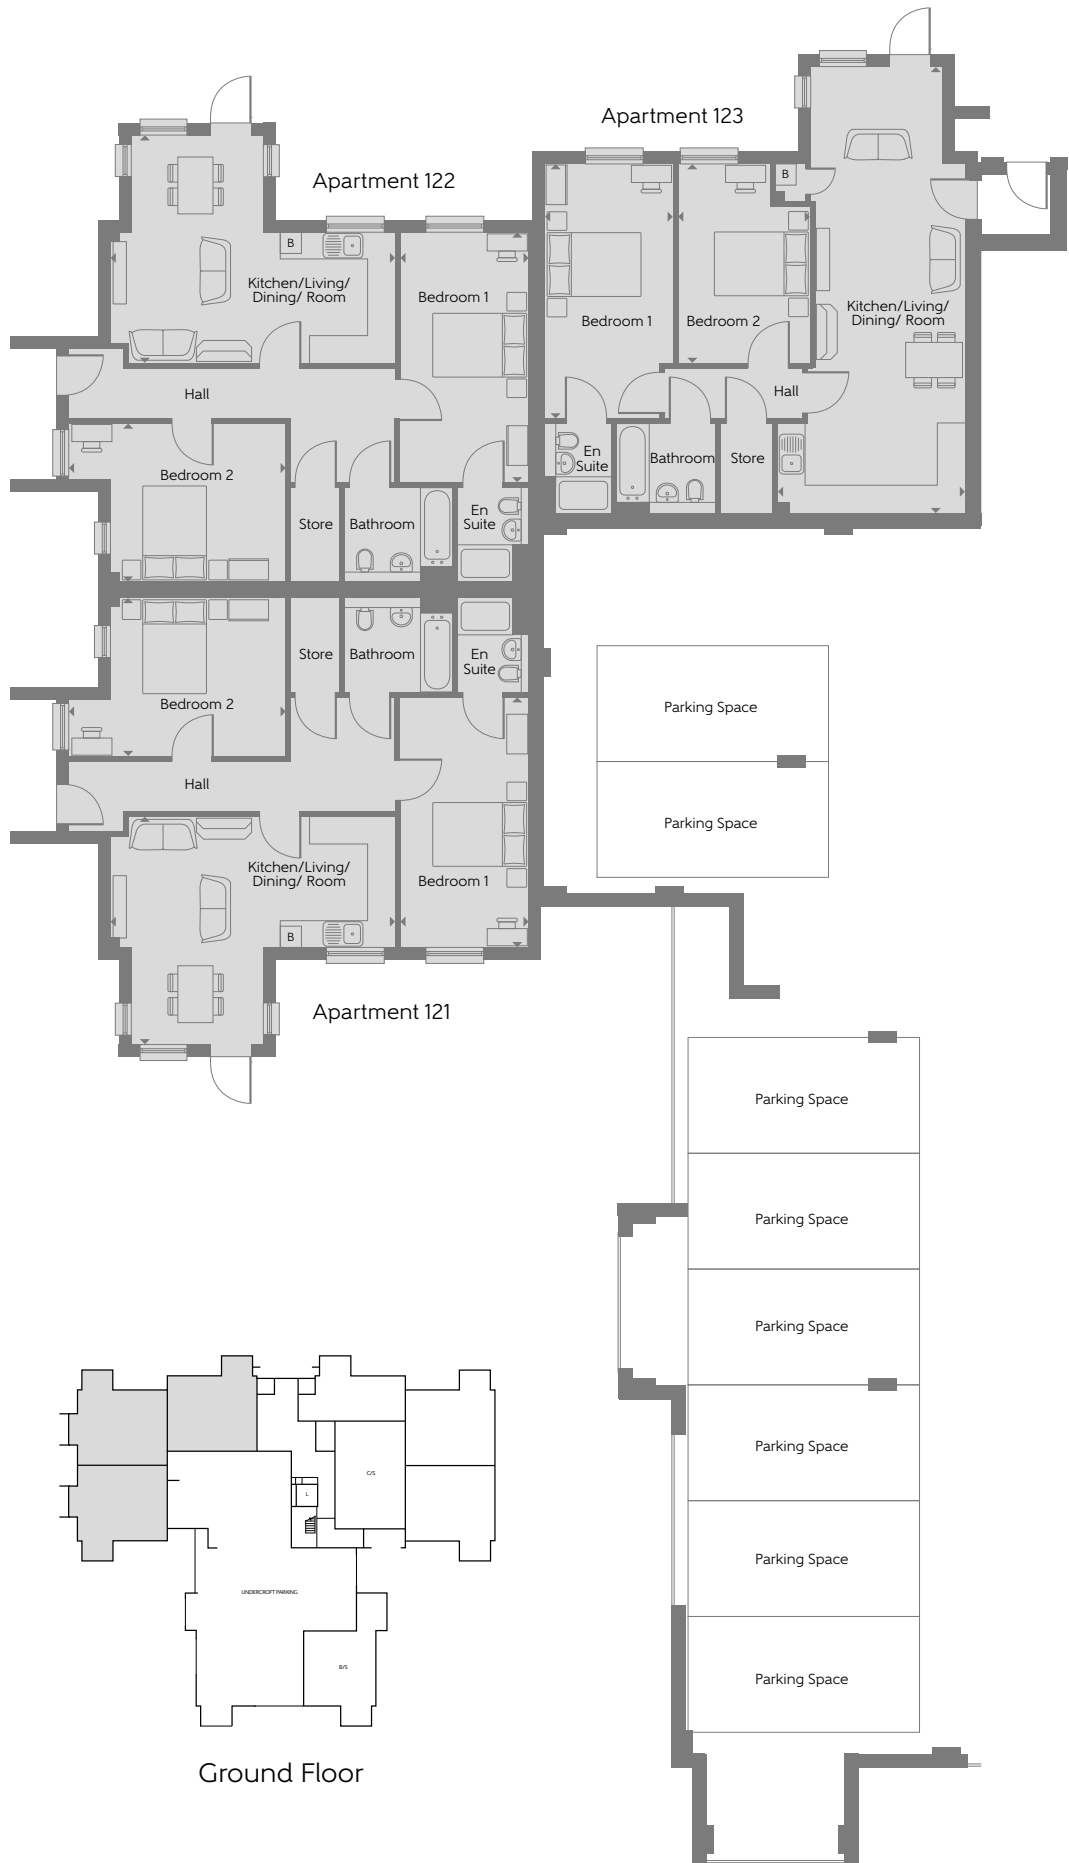 Apartment 123
Apartment 122
B
B
Kitchen/Living/
Dining/ Room
Bedroom 1
Bedroom 1
Bedroom 2
Kitchen/Living/
Dining/ Room
Hall
Hall
En
Suite
Bathroom
Store
Bedroom 2
Store
Bathroom
En
Suite
Store
Bathroom
En
Suite
Bedroom 2
Parking Space
Hall
Parking Space
Kitchen/Living/
Dining/ Room
Bedroom 1
B
Apartment 121
Parking Space
Parking Space
Parking Space
Parking Space
Parking Space
Parking Space
C/S
L
UNDERCROFT PARKING
B/S
Ground Floor